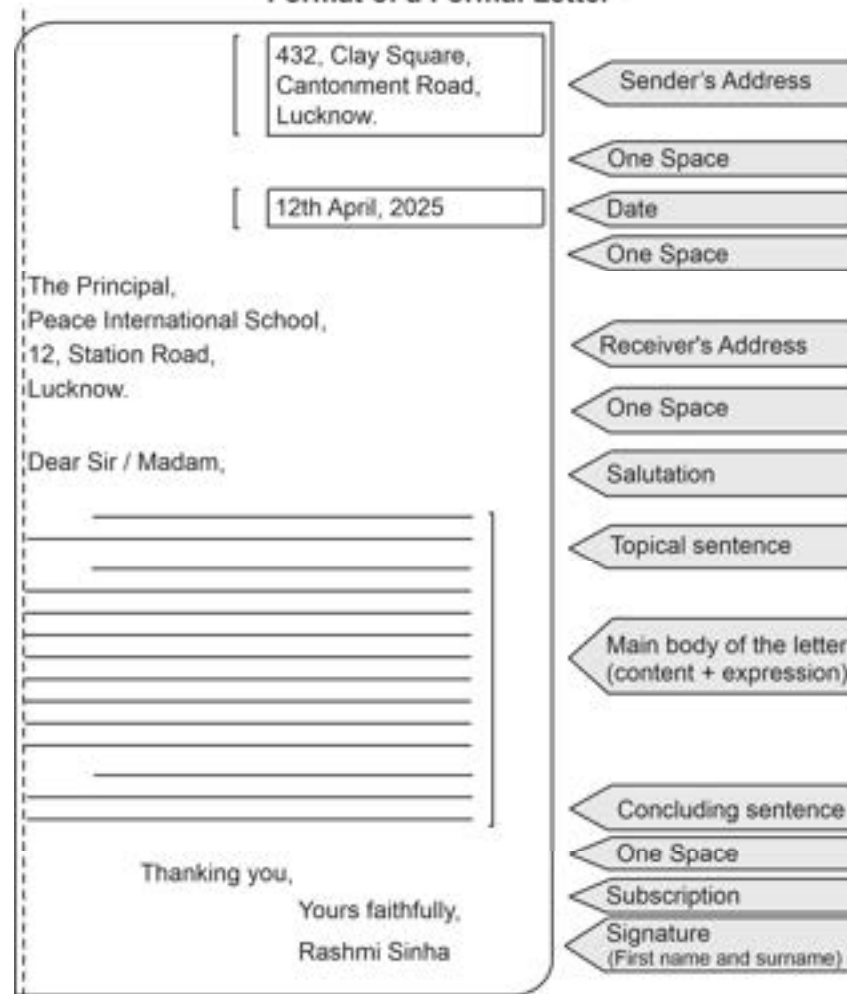 Format of a Formal Letter
432, Clay Square,
Cantonment Road,
Lucknow.
Sender's Address
One Space
12th April, 2025
Date
One Space
The Principal,
Peace International School,
12, Station Road,
Lucknow.
Receiver's Address
One Space
Dear Sir / Madam,
Salutation
Topical sentence
Main body of the letter
(content + expression)
Concluding sentence
One Space
Thanking you,
Yours faithfully,
Rashmi Sinha
Subscription
Signature
(First name and surname)